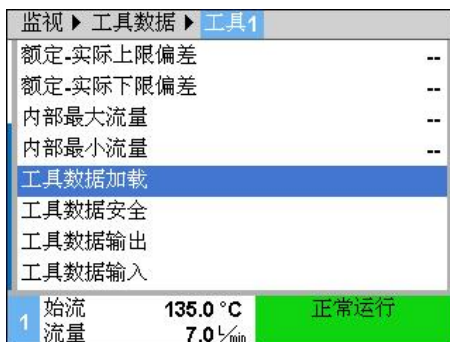 监视 ▶ 工具数据 ▶ 工具1
额定-实际上限偏差 --
额定-实际下限偏差 --
内部最大流量 --
内部最小流量 --
工具数据加载
工具数据安全
工具数据输出
工具数据输入
1 始流 135.0 °C 正常运行
流量 7.0 L/min